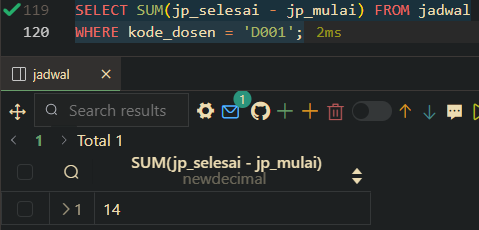 119 SELECT SUM(jp_selesai - jp_mulai) FROM jadwal
120 WHERE kode_dosen = 'D001'; 2ms
jadwal ×
Search results 1
1 Total 1
SUM(jp_selesai - jp_mulai)
newdecimal
1 14